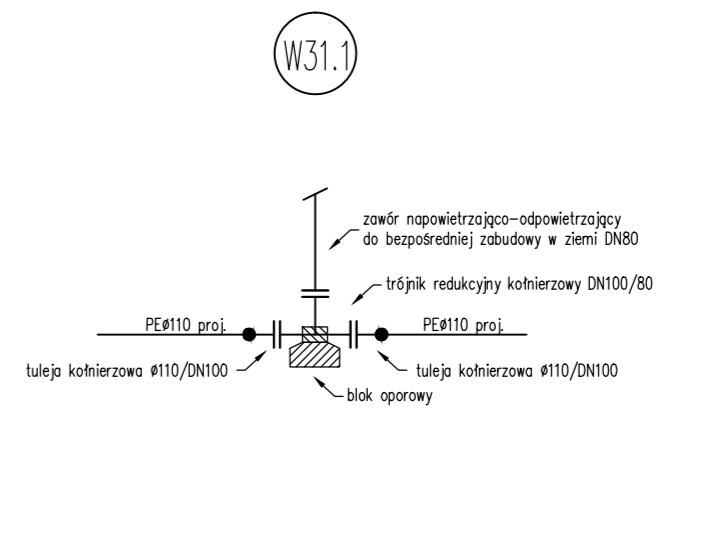 W31.1
zawór napowietrzająco-odpowietrzający
do bezpośredniej zabudowy w ziemi DN80
trójnik redukcyjny kołnierzowy DN100/80
PEø110 proj.
PEø110 proj.
tuleja kołnierzowa ø110/DN100
tuleja kołnierzowa ø110/DN100
blok oporowy